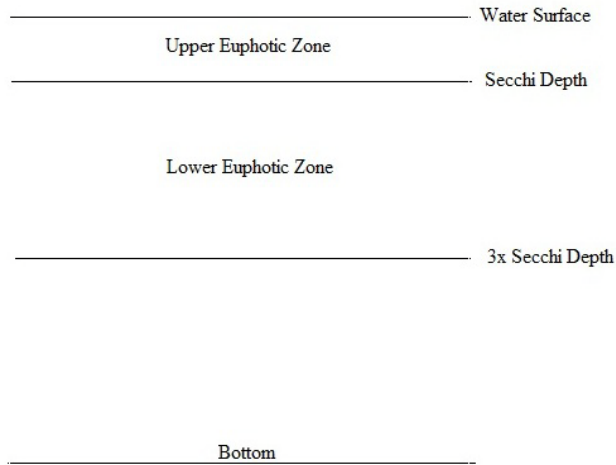 Water Surface
Upper Euphotic Zone
Secchi Depth
Lower Euphotic Zone
3x Secchi Depth
Bottom